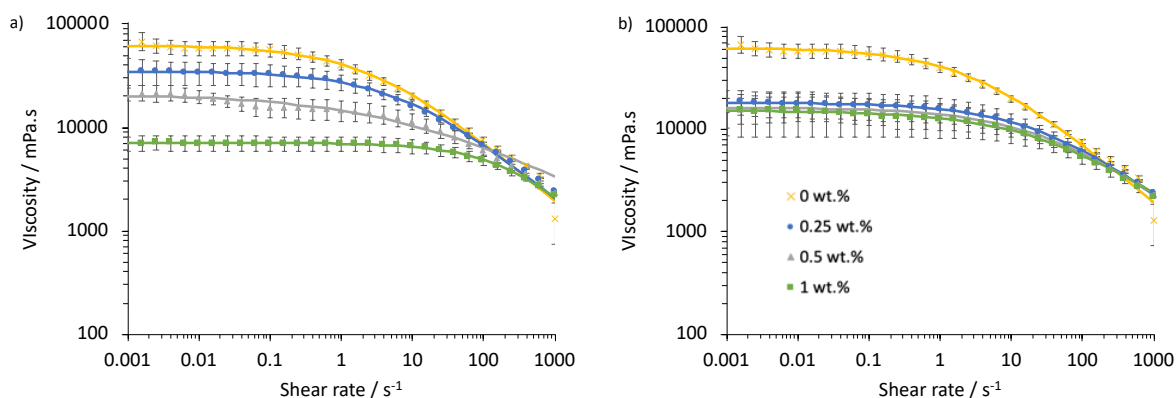 a)
100000
10000
1000
100
VIscosity / mPa.s
0.001 0.01 0.1 1 10 100 1000
Shear rate / s-1
b)
100000
10000
1000
100
VIscosity / mPa.s
0 wt.%
0.25 wt.%
0.5 wt.%
1 wt.%
0.001 0.01 0.1 1 10 100 1000
Shear rate / s-1